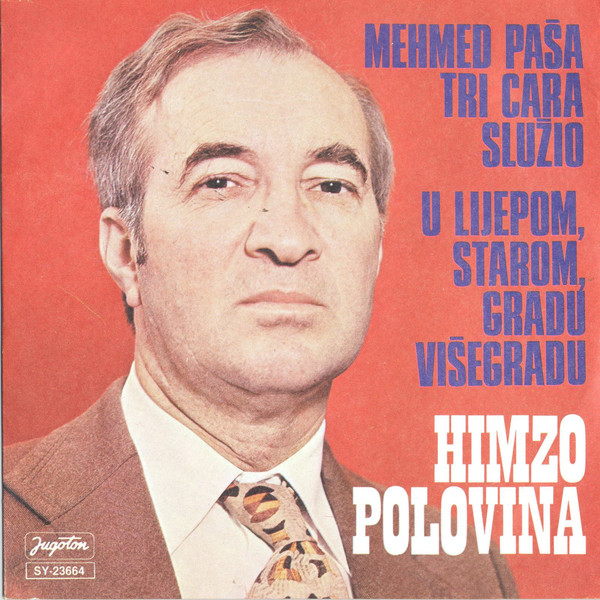 MEHMED PAŠA
TRI CARA
SLUŽIO
U LIJEPOM,
STAROM,
GRADU
VIŠEGRADU
HIMZO
POLOVINA
Jugoton
SY-23664